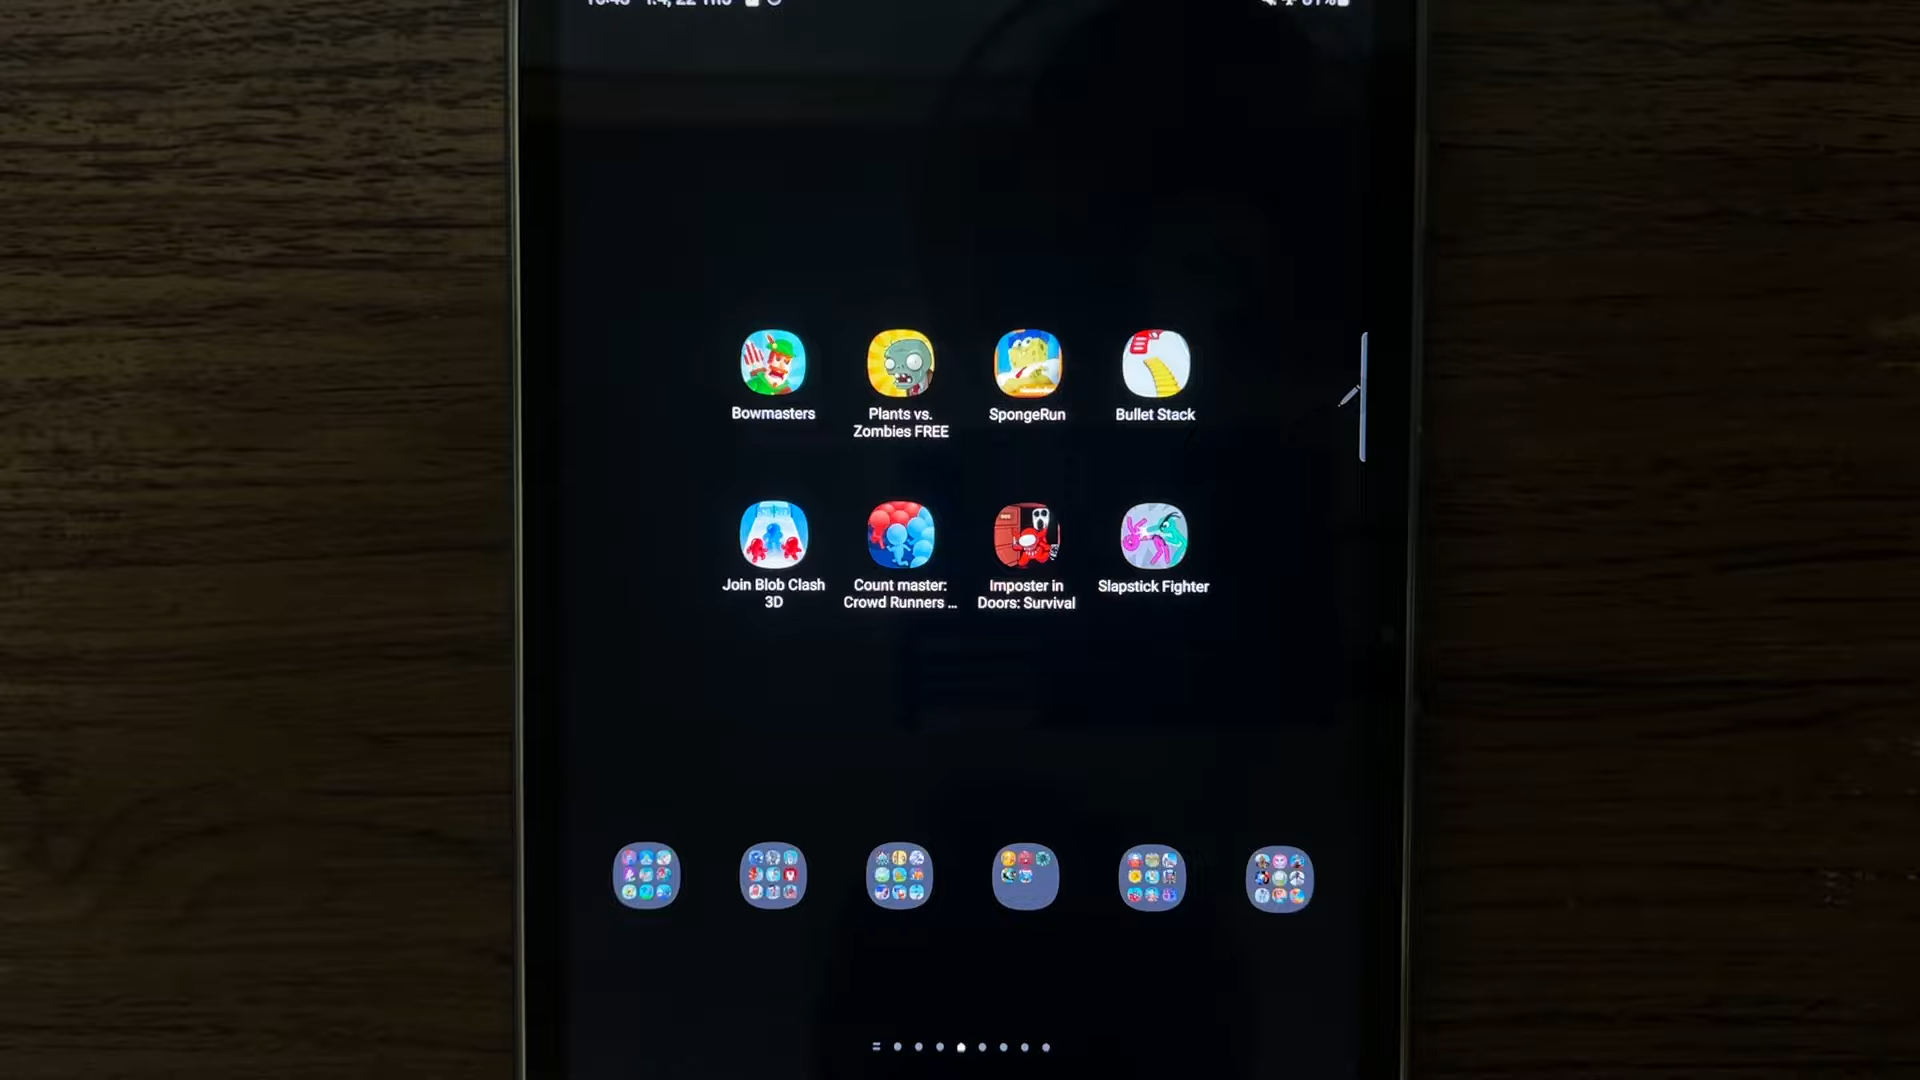 Bowmasters
Plants vs.
Zombies FREE
SpongeRun
Bullet Stack
Join Blob Clash
3D
Count master:
Crowd Runners ...
Imposter in
Doors: Survival
Slapstick Fighter